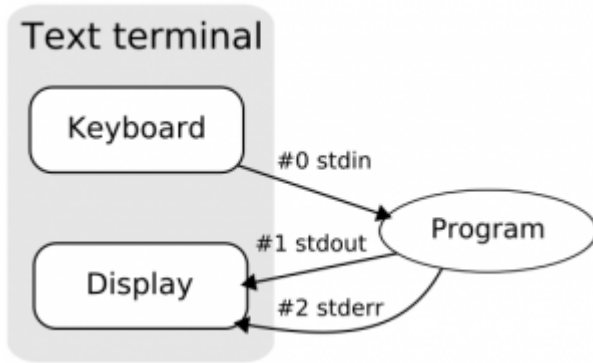 Text terminal
Keyboard
#0 stdin
#1 stdout
Program
Display
#2 stderr